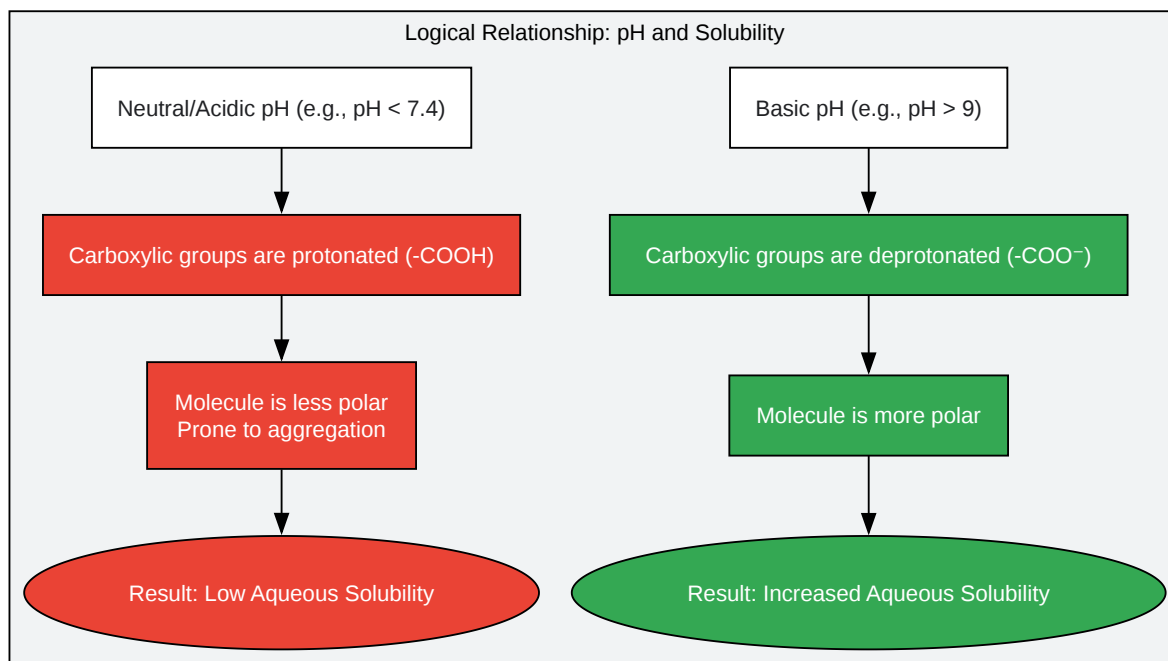 Logical Relationship: pH and Solubility
Neutral/Acidic pH (e.g., pH < 7.4)
Carboxylic groups are protonated (-COOH)
Molecule is less polar
Prone to aggregation
Result: Low Aqueous Solubility
Basic pH (e.g., pH > 9)
Carboxylic groups are deprotonated (-COO⁻)
Molecule is more polar
Result: Increased Aqueous Solubility